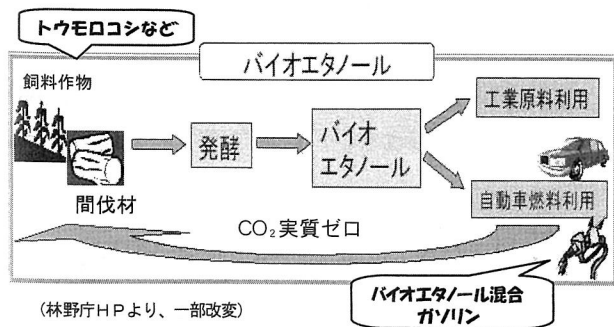 トウモロコシなど
バイオエタノール
飼料作物
間伐材
発酵
バイオ
エタノール
工業原料利用
自動車燃料利用
CO₂実質ゼロ
バイオエタノール混合
ガソリン
(林野庁HPより、一部改変)